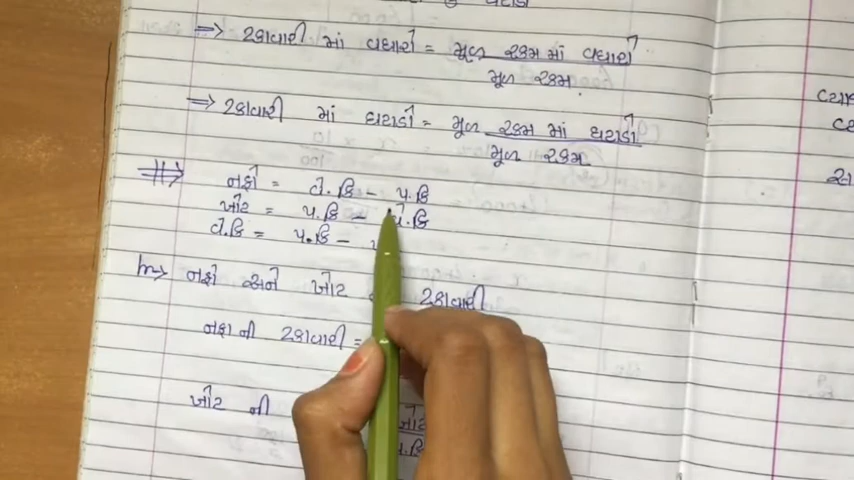 ⇒ ટકાવારી માં વધારો = મૂળ રકમ માં વધારો
મૂળ રકમ.
⇒ ટકાવારી માં ઘટાડો = મૂળ રકમ માં ઘટાડો
મૂળ રકમ.
નફો = વે.કિ - પ.કિ
ખોટ = પ.કિ - વે.કિ
વે.કિ = પ.કિ -
નફો અને ખોટ ટકાવારી
નફા ની ટકાવારી =
ખોટ ની
પ.કિ